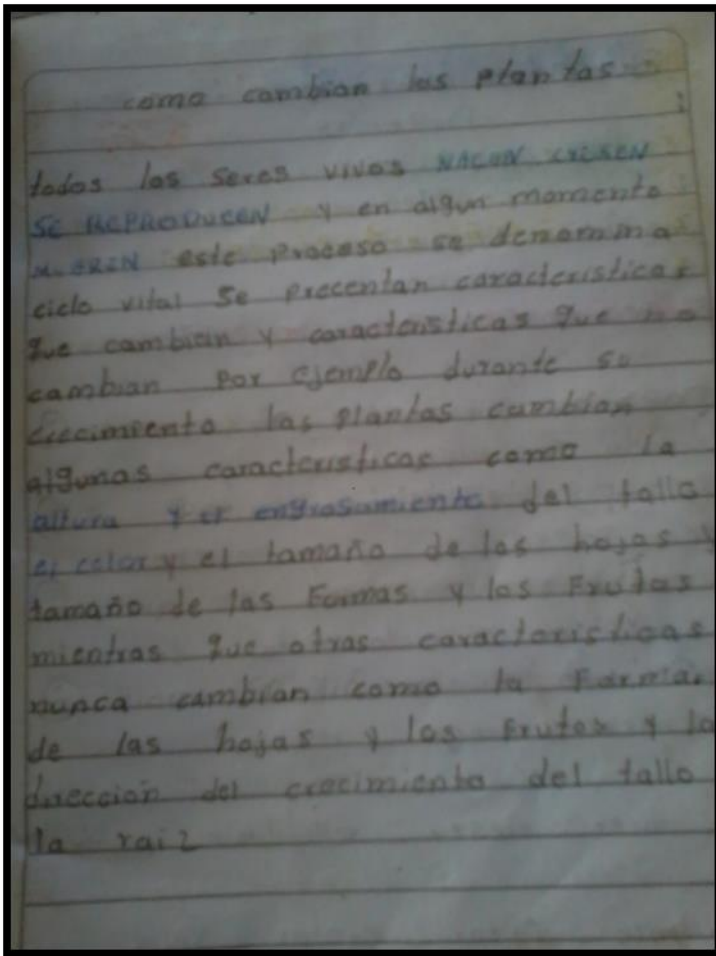 como cambian las plantas
todos los seres vivos NACEN CRESEN
SE REPRODUCEN y en algun momento
MUEREN este Proceso se denomina
ciclo vital Se precentan caracteristicas
que cambian y caracteristicas que no
cambian Por ejemplo durante su
crecimiento las plantas cambian
algunas caracteristicas como la
altura y el engrosamiento del tallo
el color y el tamaño de las hojas y
tamaño de las Formas y los Frutos
mientras que otras caracteristicas
nunca cambian como la Forma
de las hojas y los Frutos y la
direccion del crecimiento del tallo
la raiz